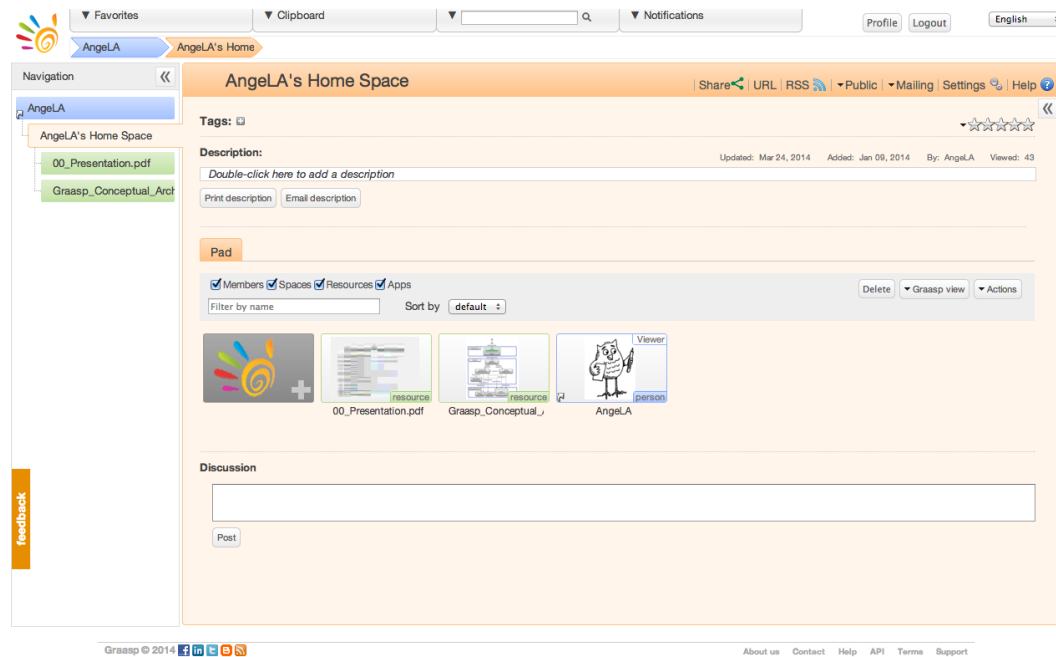 ▼ Favorites ▼ Clipboard ▼ ▼ Notifications Profile Logout English
AngeLA AngeLA's Home
Navigation
AngeLA's Home Space
Share URL RSS Public Mailing Settings Help ?
AngeLA
AngeLA's Home Space
00_Presentation.pdf
Graasp_Conceptual_Arch
Tags:
Description:
Updated: Mar 24, 2014 Added: Jan 09, 2014 By: AngeLA Viewed: 43
Double-click here to add a description
Print description Email description
Pad
Members Spaces Resources Apps
Filter by name Sort by default
Delete Graasp view Actions
resource resource Viewer person
00_Presentation.pdf Graasp_Conceptual_A AngeLA
Discussion
Post
feedback
Graasp © 2014
About us Contact Help API Terms Support